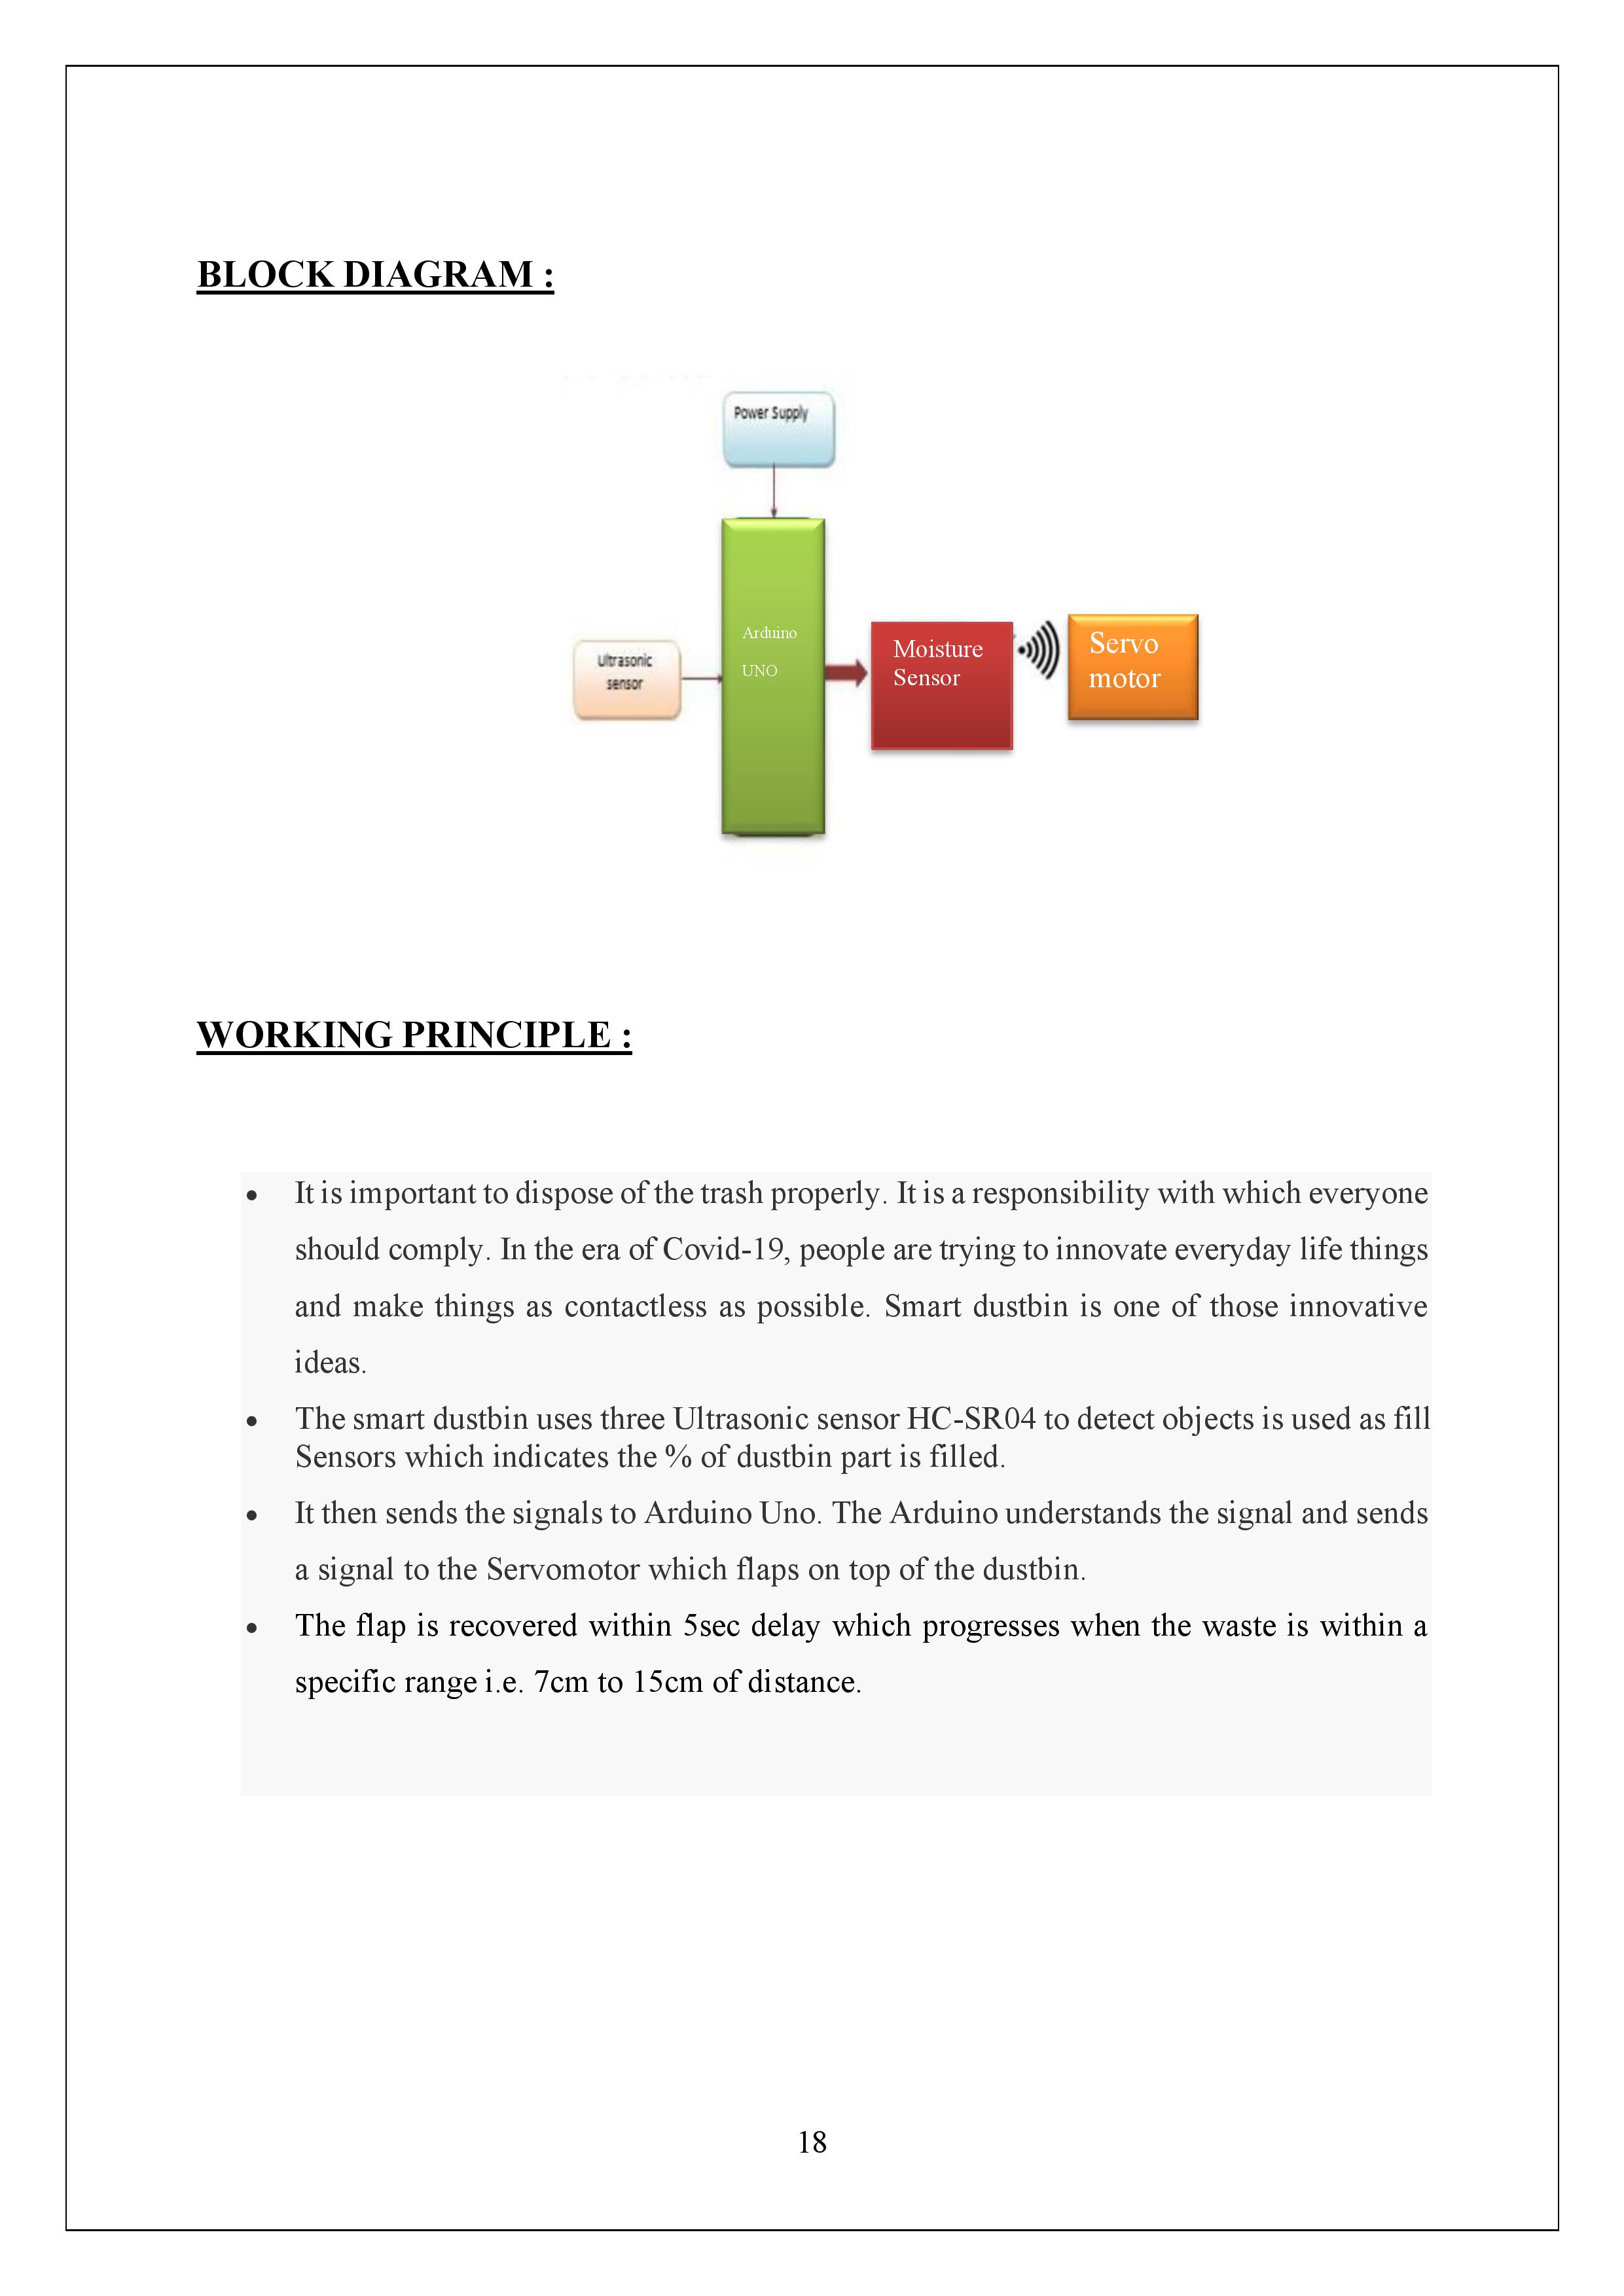 BLOCK DIAGRAM :
Power Supply
Arduino
UNO
Ultrasonic
sensor
Moisture
Sensor
Servo
motor
WORKING PRINCIPLE :
• It is important to dispose of the trash properly. It is a responsibility with which everyone
should comply. In the era of Covid-19, people are trying to innovate everyday life things
and make things as contactless as possible. Smart dustbin is one of those innovative
ideas.
• The smart dustbin uses three Ultrasonic sensor HC-SR04 to detect objects is used as fill
Sensors which indicates the % of dustbin part is filled.
• It then sends the signals to Arduino Uno. The Arduino understands the signal and sends
a signal to the Servomotor which flaps on top of the dustbin.
• The flap is recovered within 5sec delay which progresses when the waste is within a
specific range i.e. 7cm to 15cm of distance.
18